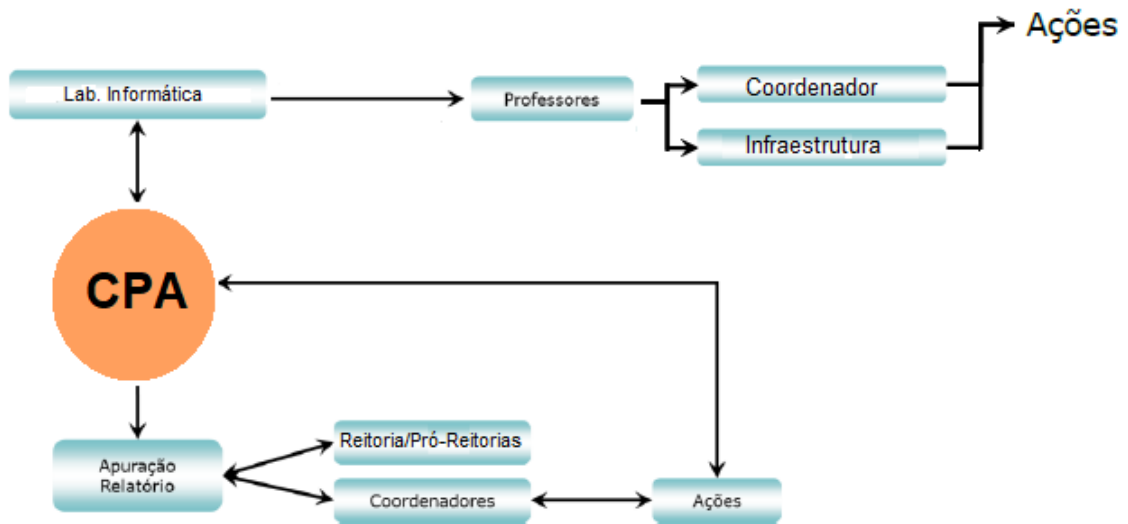 Ações
Lab. Informática
Professores
Coordenador
Infraestrutura
CPA
Apuração
Relatório
Reitoria/Pró-Reitorias
Coordenadores
Ações